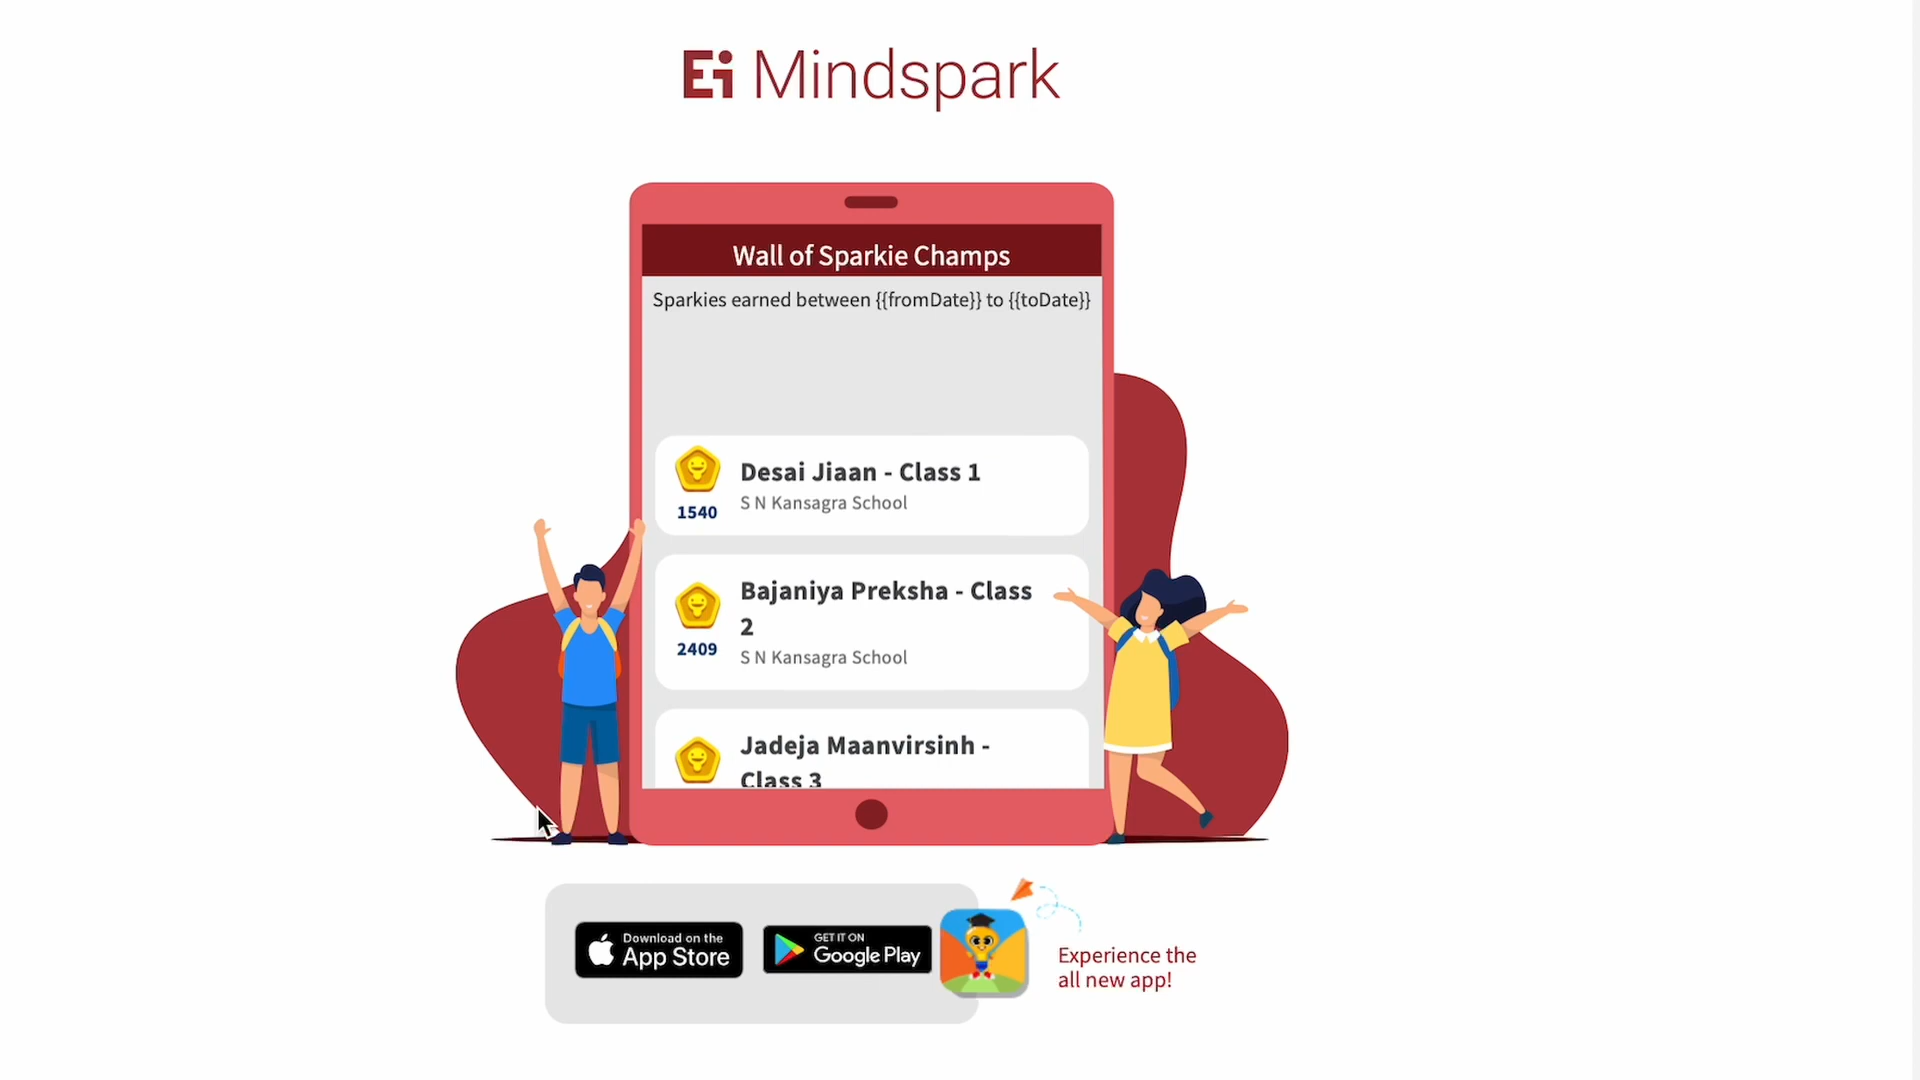 Ei Mindspark
Wall of Sparkie Champs
Sparkies earned between {{fromDate}} to {{toDate}}
Desai Jiaan - Class 1
S N Kansagra School
1540
Bajaniya Preksha - Class
2
S N Kansagra School
2409
Jadeja Maanvirsinh -
Class 3
Download on the
App Store
GET IT ON
Google Play
Experience the
all new app!